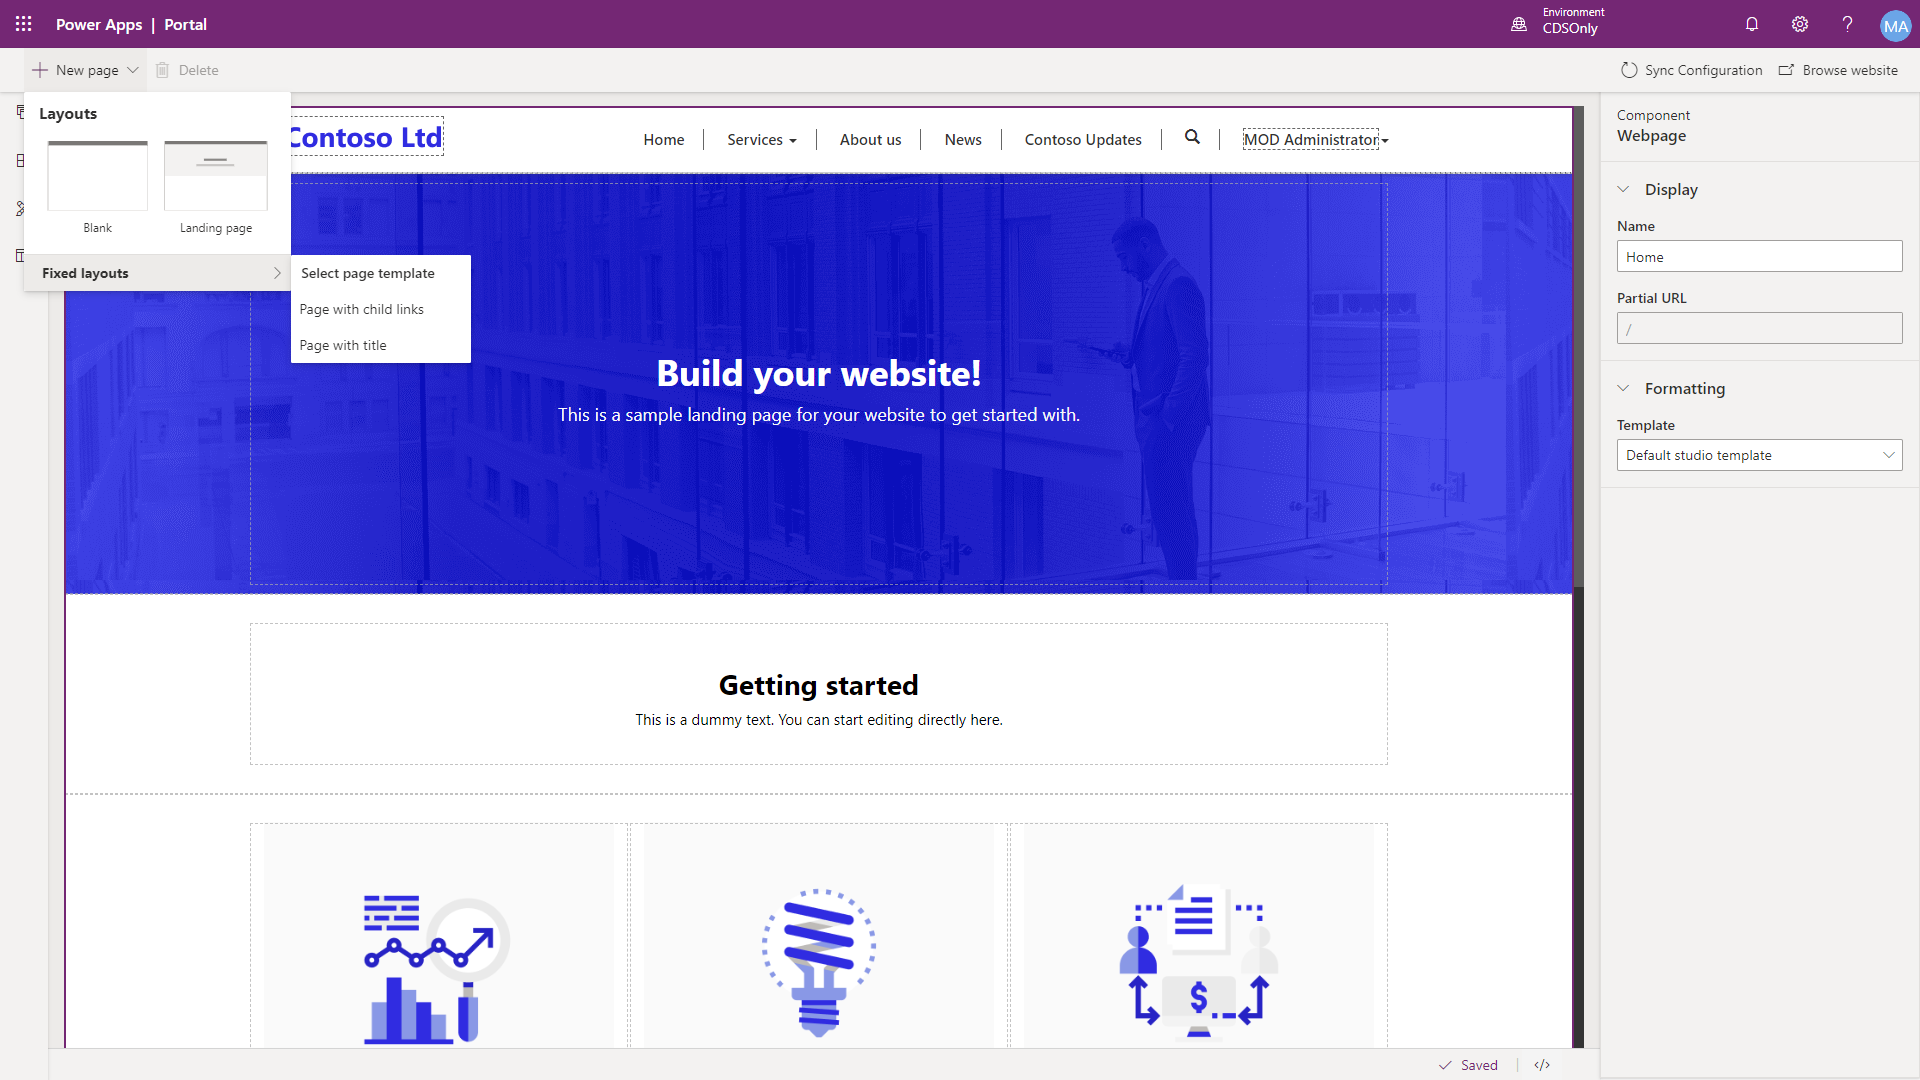 Power Apps | Portal
Environment
CDSOnly
MA
New page
Delete
Sync Configuration
Browse website
Layouts
Blank
Landing page
Fixed layouts
Select page template
Page with child links
Page with title
Contoso Ltd
Home
Services
About us
News
Contoso Updates
MOD Administrator
Build your website!
This is a sample landing page for your website to get started with.
Getting started
This is a dummy text. You can start editing directly here.
$
Component
Webpage
Display
Name
Home
Partial URL
/
Formatting
Template
Default studio template
Saved
</>